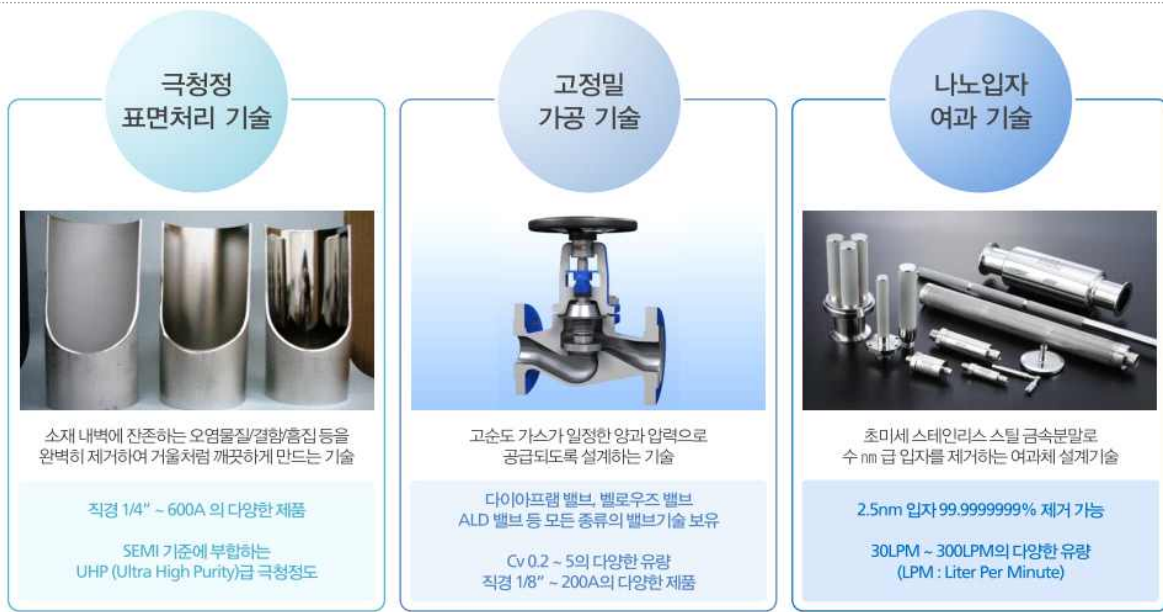 극청정
표면처리 기술
소재 내벽에 잔존하는 오염물질/결함/흠집 등을
완벽히 제거하여 거울처럼 깨끗하게 만드는 기술
직경 1/4" ~ 600A 의 다양한 제품
SEMI 기준에 부합하는
UHP (Ultra High Purity)급 극청정도
고정밀
가공 기술
고순도 가스가 일정한 양과 압력으로
공급되도록 설계하는 기술
다이아프램 밸브, 벨로우즈 밸브
ALD 밸브 등 모든 종류의 밸브기술 보유
Cv 0.2 ~ 5의 다양한 유량
직경 1/8" ~ 200A의 다양한 제품
나노입자
여과 기술
초미세 스테인리스 스틸 금속분말로
수 ㎚ 급 입자를 제거하는 여과체 설계기술
2.5nm 입자 99.9999999% 제거 가능
30LPM ~ 300LPM의 다양한 유량
(LPM : Liter Per Minute)